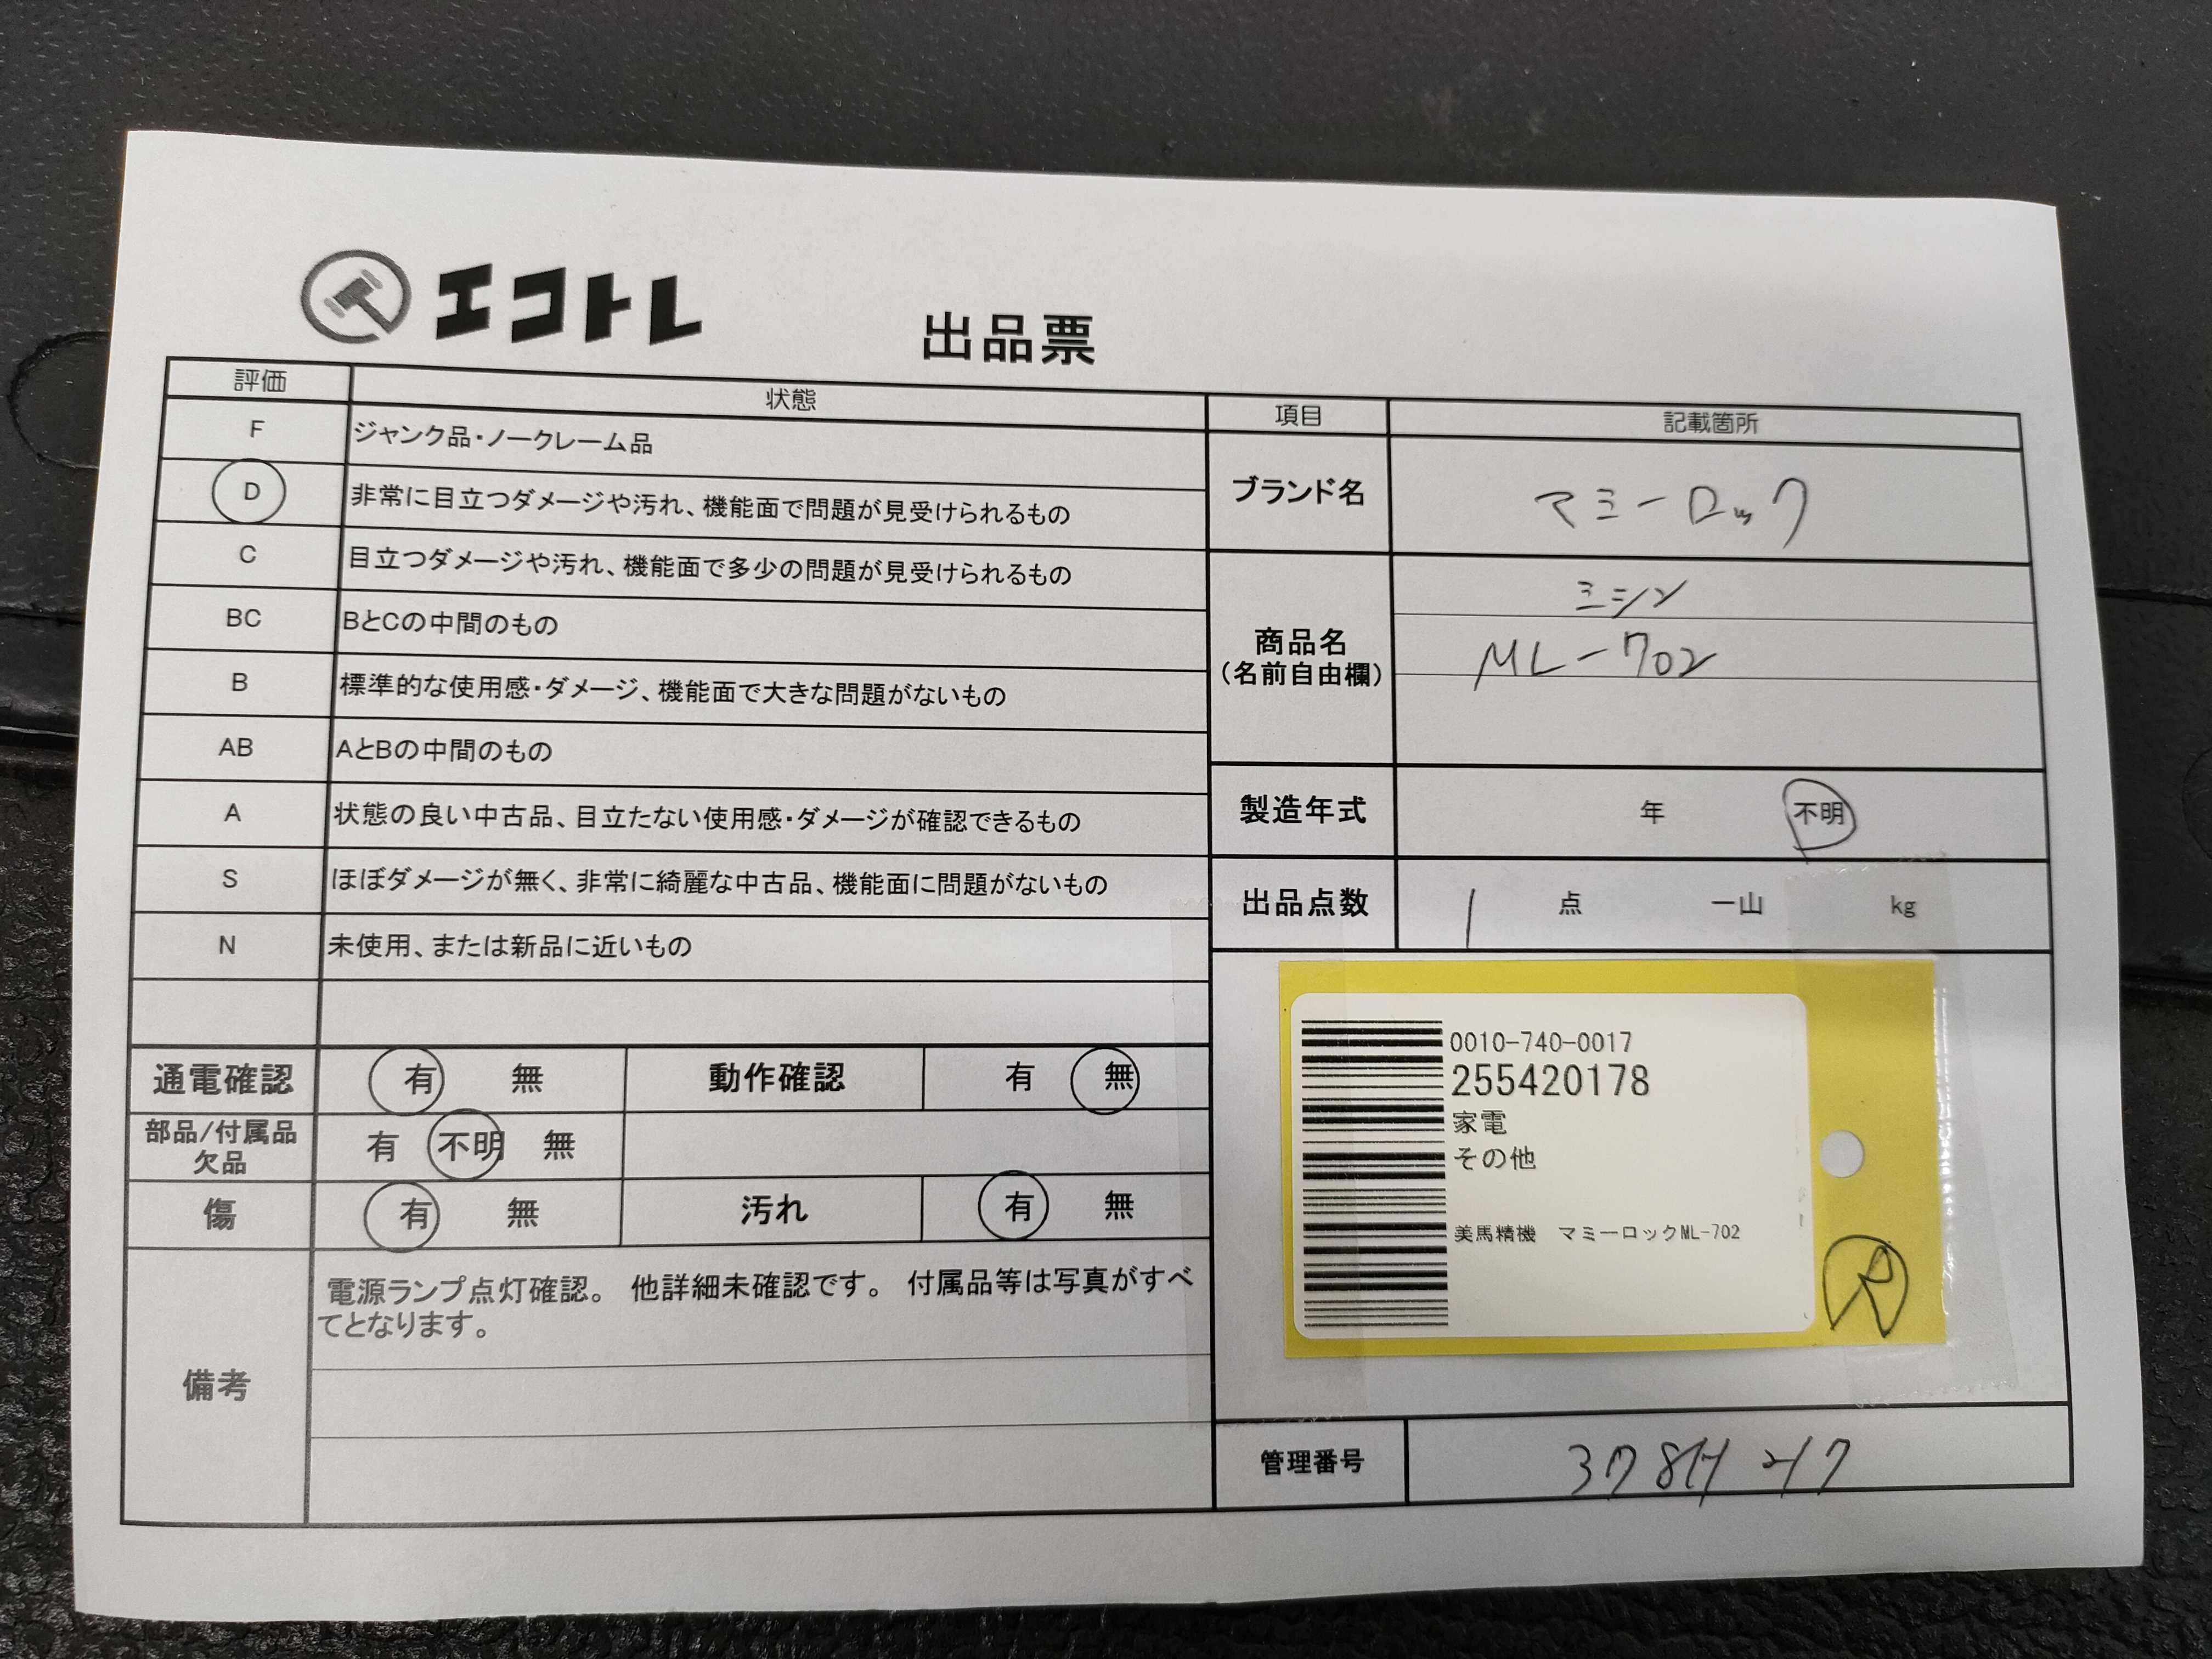 エコトレ
出品票
評価 状態
F ジャンク品・ノークレーム品
D 非常に目立つダメージや汚れ、機能面で問題が見受けられるもの
C 目立つダメージや汚れ、機能面で多少の問題が見受けられるもの
BC BとCの中間のもの
B 標準的な使用感・ダメージ、機能面で大きな問題がないもの
AB AとBの中間のもの
A 状態の良い中古品、目立たない使用感・ダメージが確認できるもの
S ほぼダメージが無く、非常に綺麗な中古品、機能面に問題がないもの
N 未使用、または新品に近いもの
通電確認 有 無 動作確認 有 無
部品/付属品
欠品
有 不明 無
傷 有 無 汚れ 有 無
備考
電源ランプ点灯確認。 他詳細未確認です。 付属品等は写真がすべ
てとなります。
項目 記載箇所
ブランド名 マミーロック
商品名
(名前自由欄)
ミシン
ML-702
製造年式 年 不明
出品点数 1 点 一山 kg
0010-740-0017
255420178
家電
その他
美馬精機 マミーロックML-702
管理番号